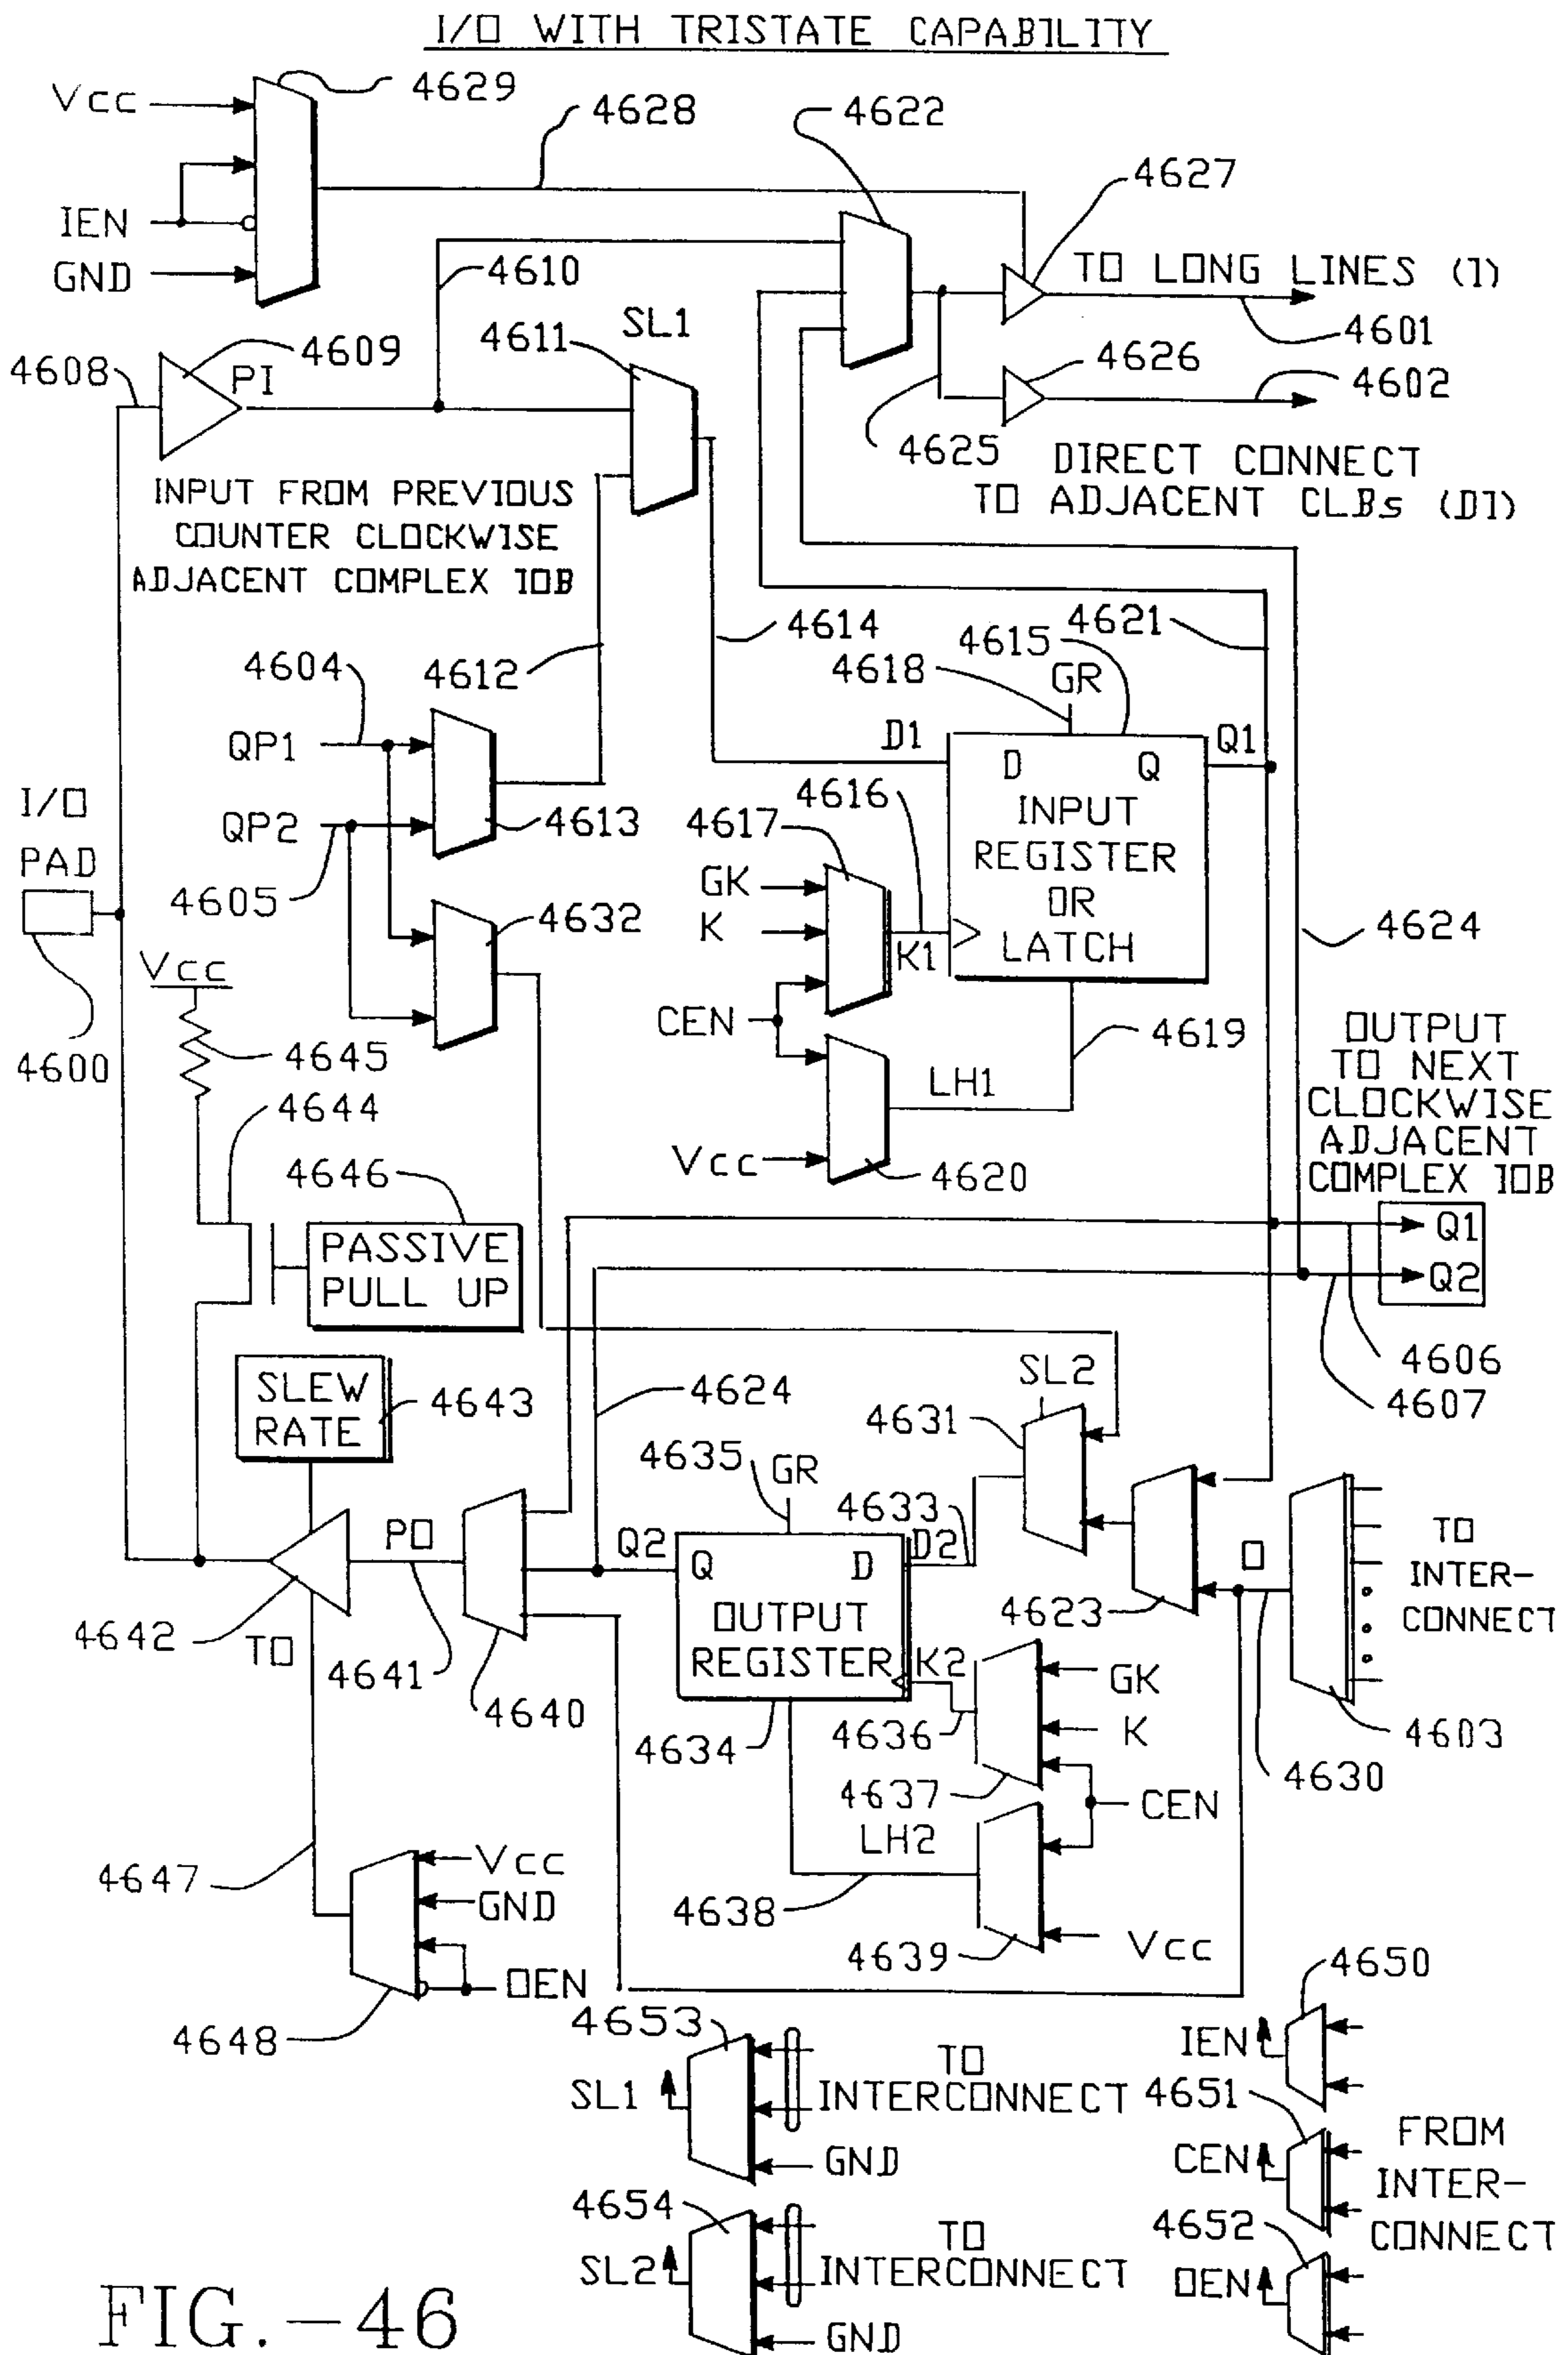 I/O WITH TRISTATE CAPABILITY
4629
Vcc
4628
4622
4627
IEN
GND
TO LONG LINES (I)
4610
4601
SL1
4611
4609
4608
PI
4626
4602
4625
DIRECT CONNECT
TO ADJACENT CLBs (DI)
INPUT FROM PREVIOUS
COUNTER CLOCKWISE
ADJACENT COMPLEX IOB
4614
4621
4615
4604
4612
4618
GR
QP1
D1
D
Q
Q1
I/O
PAD
QP2
4613
4616
4617
INPUT
REGISTER
OR
LATCH
GK
K
K1
4605
4632
4624
Vcc
CEN
4619
4600
4645
OUTPUT
TO NEXT
CLOCKWISE
ADJACENT
COMPLEX IOB
LH1
4644
Vcc
4620
4646
PASSIVE
PULL UP
Q1
Q2
4606
4607
SLEW
RATE
4643
4624
SL2
4631
4635
GR
4633
PO
Q2
Q
D
D2
O
TO
INTER-
CONNECT
OUTPUT
REGISTER
4623
4642
TO
4641
4640
K2
GK
K
4634
4636
4603
4630
4637
CEN
LH2
4647
Vcc
GND
4638
4639
Vcc
OEN
4648
4650
4653
IEN
SL1
TO
INTERCONNECT
GND
4651
CEN
FROM
INTER-
CONNECT
4654
SL2
TO
INTERCONNECT
GND
4652
OEN
FIG.-46